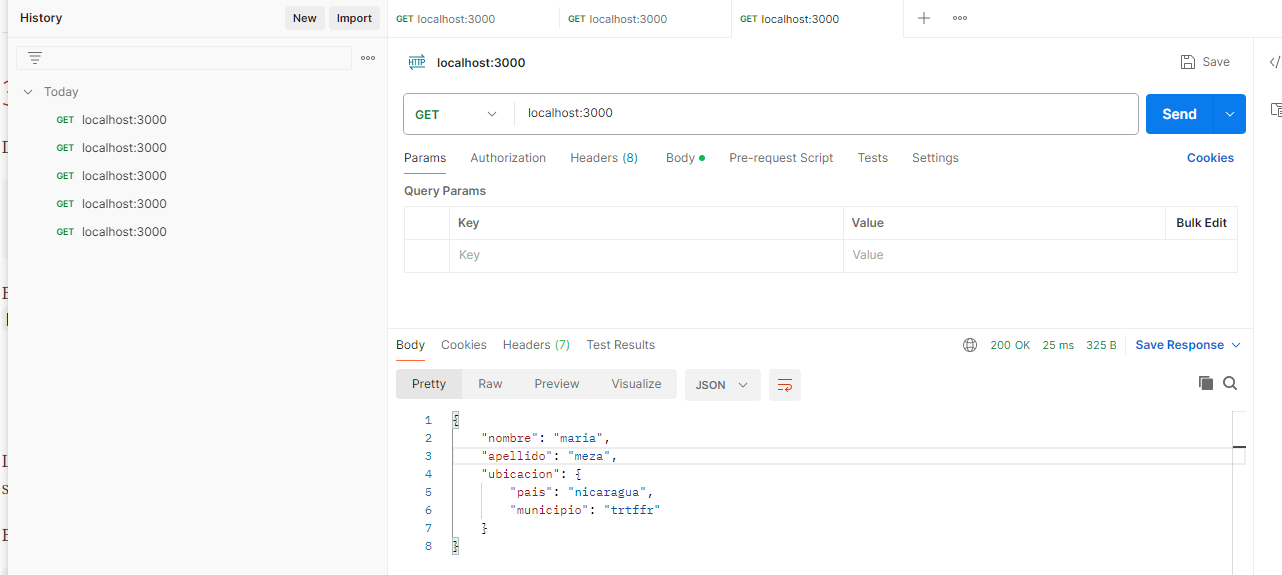 History
New
Import
GET localhost:3000
GET localhost:3000
GET localhost:3000
HTTP localhost:3000
Save
GET
localhost:3000
Send
Today
GET localhost:3000
GET localhost:3000
GET localhost:3000
GET localhost:3000
GET localhost:3000
Params Authorization Headers (8) Body Pre-request Script Tests Settings Cookies
Query Params
Key Value Bulk Edit
Key Value
Body Cookies Headers (7) Test Results 200 OK 25 ms 325 B Save Response
Pretty Raw Preview Visualize JSON
1 {
2 "nombre": "maria",
3 "apellido": "meza",
4 "ubicacion": {
5 "pais": "nicaragua",
6 "municipio": "trtffr"
7 }
8 }